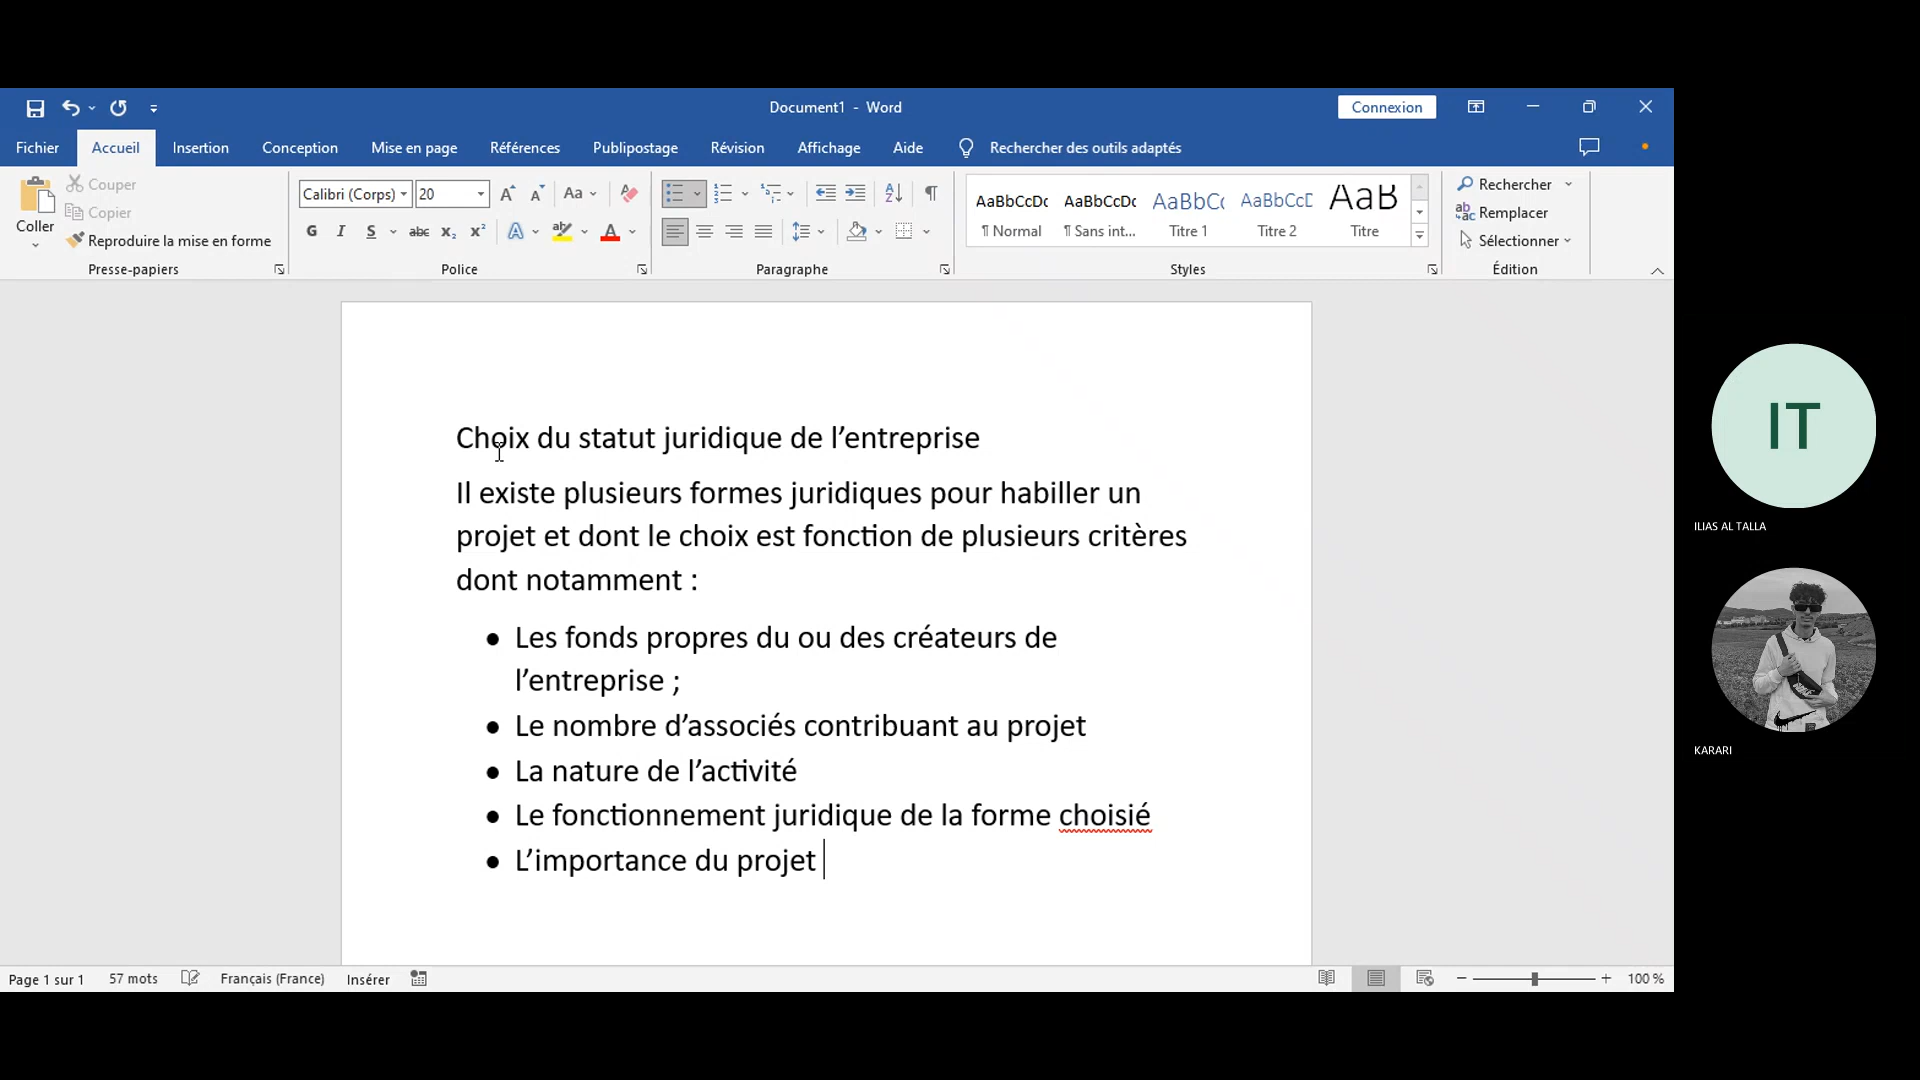 Document1 - Word
Connexion
Fichier
Accueil
Insertion
Conception
Mise en page
Références
Publipostage
Révision
Affichage
Aide
Rechercher des outils adaptés
Coller
Couper
Copier
Reproduire la mise en forme
Presse-papiers
Calibri (Corps)
20
Aa
G I S abc x₂ x² A ab A
Police
Paragraphe
AaBbCcDc
¶ Normal
AaBbCcDc
¶ Sans int...
AaBbCc
Titre 1
AaBbCcD
Titre 2
AaB
Titre
Styles
Rechercher
Remplacer
Sélectionner
Édition
Choix du statut juridique de l’entreprise
Il existe plusieurs formes juridiques pour habiller un
projet et dont le choix est fonction de plusieurs critères
dont notamment :
• Les fonds propres du ou des créateurs de
l’entreprise ;
• Le nombre d’associés contribuant au projet
• La nature de l’activité
• Le fonctionnement juridique de la forme choisié
• L’importance du projet
IT
ILIAS AL TALLA
KARARI
Page 1 sur 1
57 mots
Français (France)
Insérer
100 %